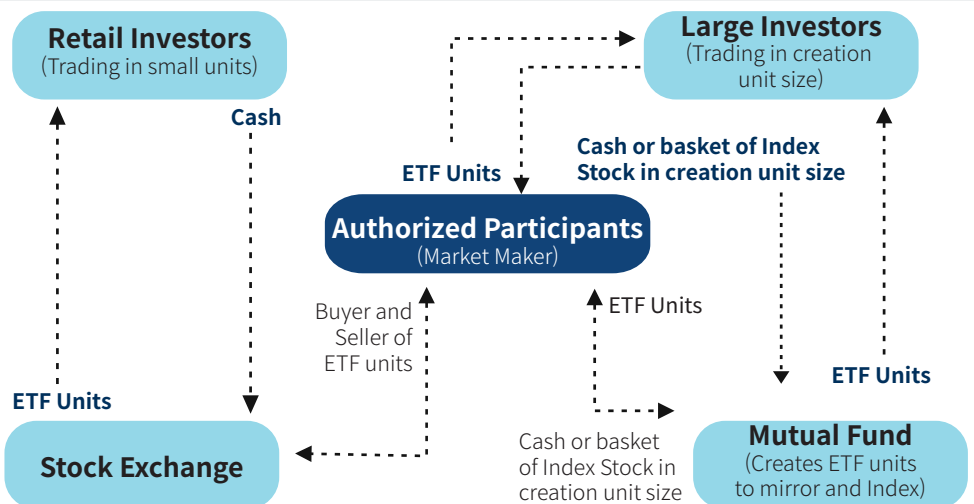 Retail Investors
(Trading in small units)
Large Investors
(Trading in creation
unit size)
Cash
Cash or basket of Index
Stock in creation unit size
ETF Units
Authorized Participants
(Market Maker)
Buyer and
Seller of
ETF units
ETF Units
ETF Units
ETF Units
Stock Exchange
Cash or basket
of Index Stock in
creation unit size
Mutual Fund
(Creates ETF units
to mirror and Index)